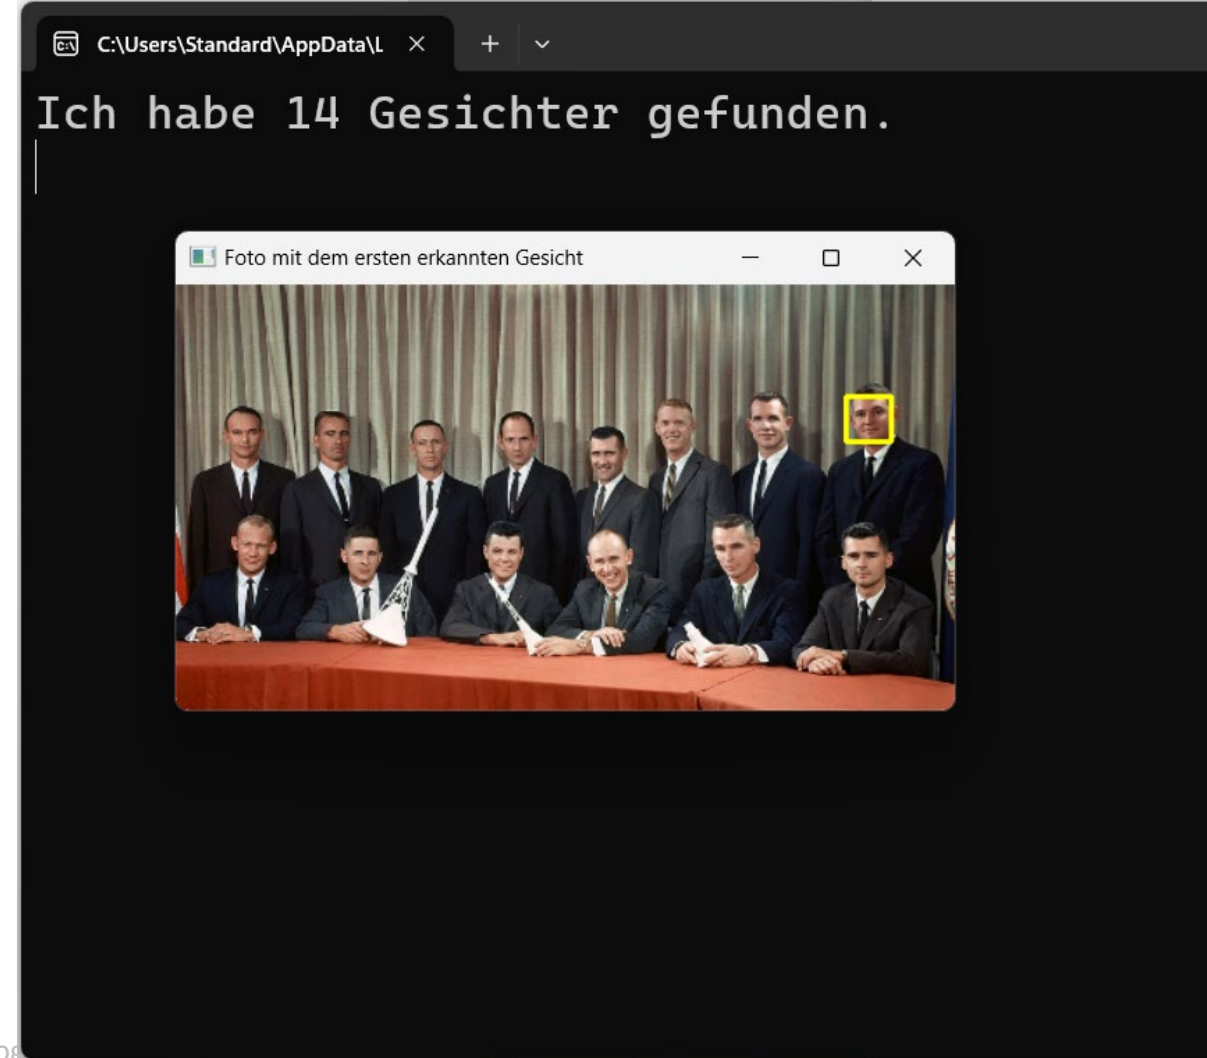 C:\Users\Standard\AppData\L
Ich habe 14 Gesichter gefunden.
Foto mit dem ersten erkannten Gesicht